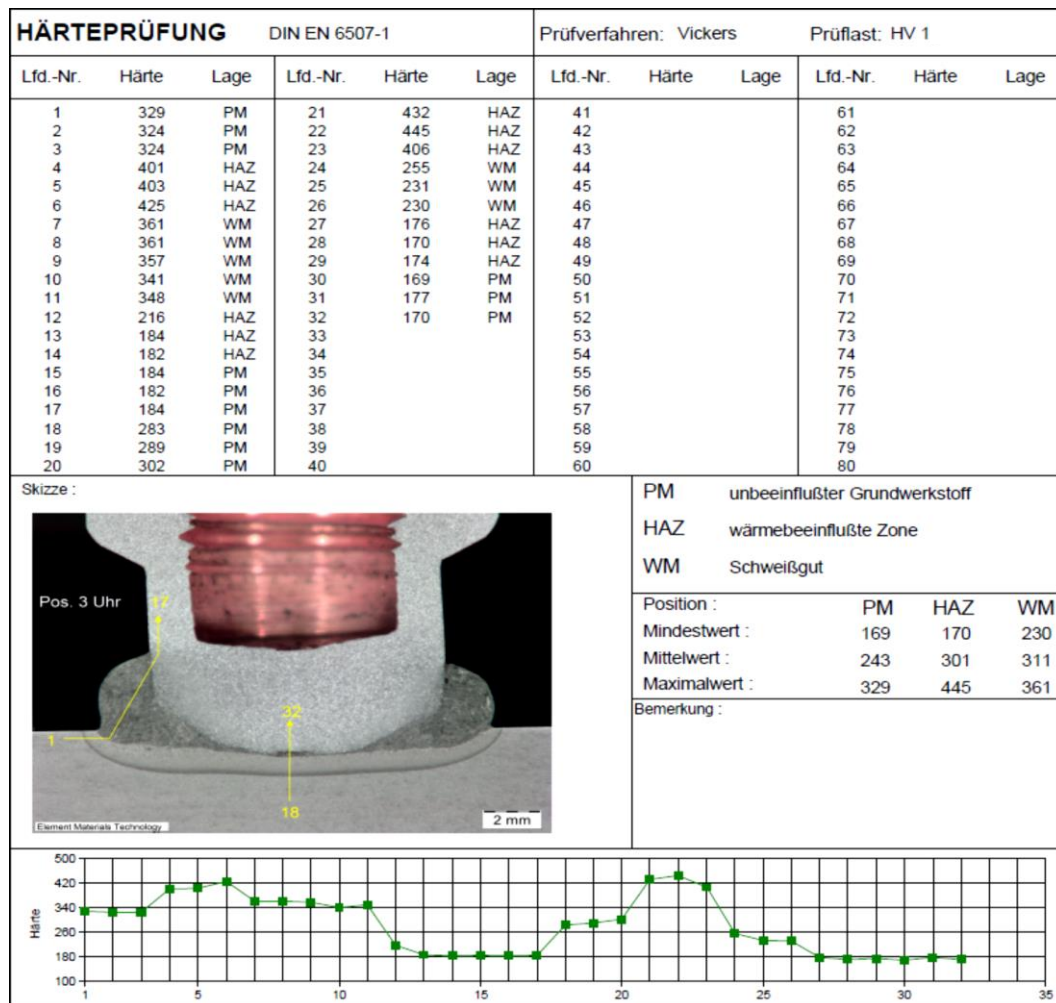 HÄRTEPRÜFUNG DIN EN 6507-1 Prüfverfahren: Vickers Prüflast: HV 1
Lfd.-Nr. Härte Lage Lfd.-Nr. Härte Lage Lfd.-Nr. Härte Lage Lfd.-Nr. Härte Lage
1 329 PM 21 432 HAZ 41 61
2 324 PM 22 445 HAZ 42 62
3 324 PM 23 406 HAZ 43 63
4 401 HAZ 24 255 WM 44 64
5 403 HAZ 25 231 WM 45 65
6 425 HAZ 26 230 WM 46 66
7 361 WM 27 176 HAZ 47 67
8 361 WM 28 170 HAZ 48 68
9 357 WM 29 174 HAZ 49 69
10 341 WM 30 169 PM 50 70
11 348 WM 31 177 PM 51 71
12 216 HAZ 32 170 PM 52 72
13 184 HAZ 33 53 73
14 182 HAZ 34 54 74
15 184 PM 35 55 75
16 182 PM 36 56 76
17 184 PM 37 57 77
18 283 PM 38 58 78
19 289 PM 39 59 79
20 302 PM 40 60 80
Skizze :
Pos. 3 Uhr 17
32
1
18
2 mm
Element Materials Technology
PM unbeeinflußter Grundwerkstoff
HAZ wärmebeeinflußte Zone
WM Schweißgut
Position : PM HAZ WM
Mindestwert : 169 170 230
Mittelwert : 243 301 311
Maximalwert : 329 445 361
Bemerkung :
Härte
500
420
340
260
180
100
1 5 10 15 20 25 30 35